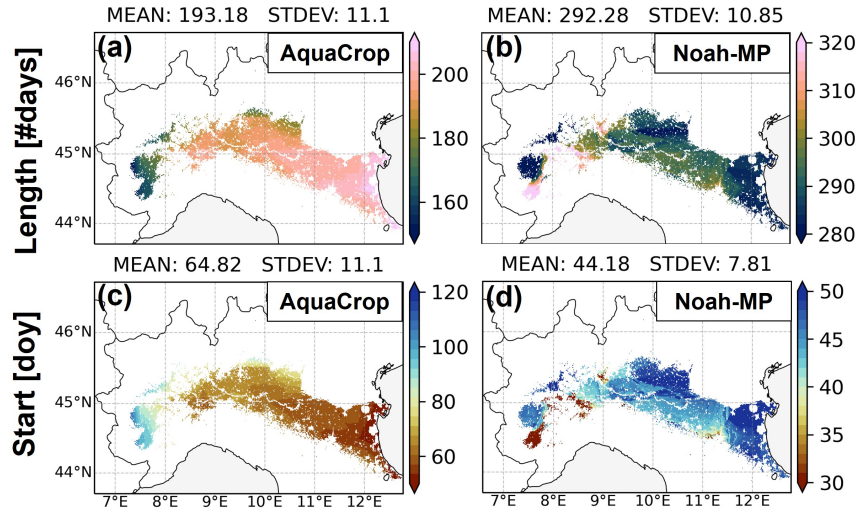 MEAN: 193.18 STDEV: 11.1
MEAN: 292.28 STDEV: 10.85
(a) AquaCrop
(b) Noah-MP
Length [#days]
46°N
45°N
44°N
200
180
160
320
310
300
290
280
MEAN: 64.82 STDEV: 11.1
MEAN: 44.18 STDEV: 7.81
(c) AquaCrop
(d) Noah-MP
Start [doy]
46°N
45°N
44°N
120
100
80
60
50
45
40
35
30
7°E 8°E 9°E 10°E 11°E 12°E
7°E 8°E 9°E 10°E 11°E 12°E